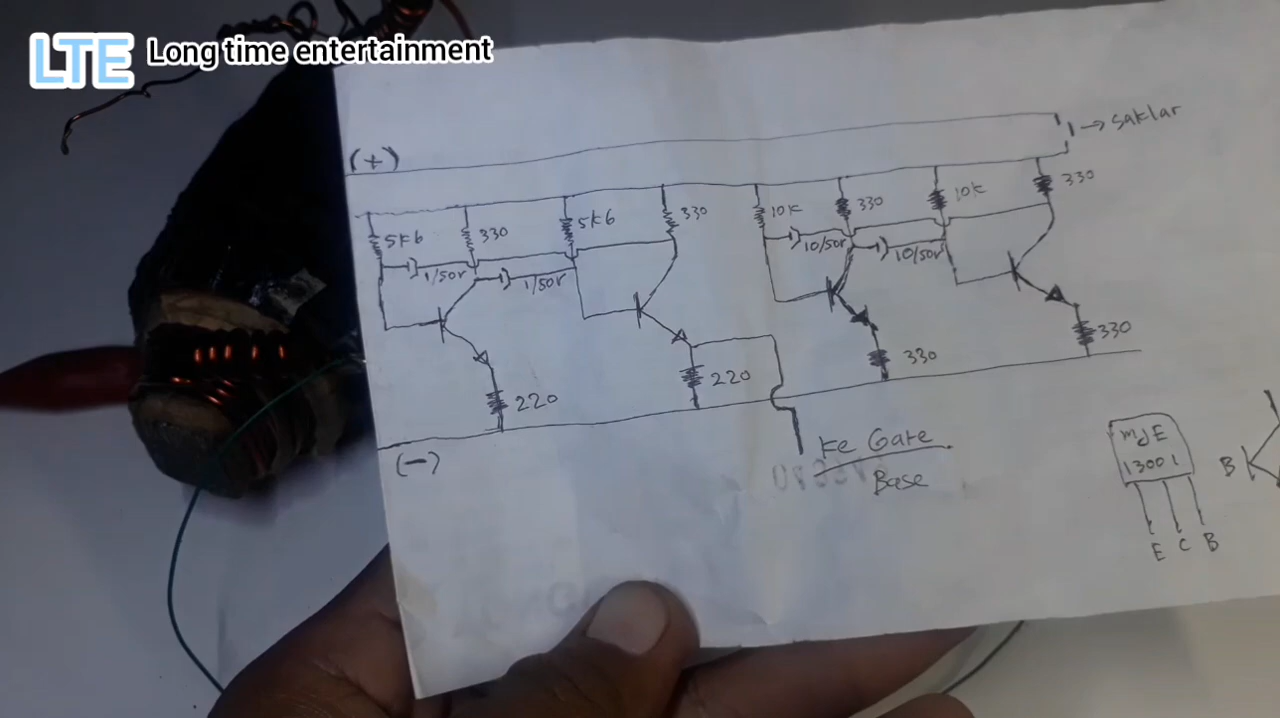 LTE Long time entertainment
(+)
→ saklar
5k6
330
5k6
330
10k
330
10k
330
1/50v
1/50v
10/50v
10/50v
220
220
330
330
(-)
Ke Gate
Base
MJE
13001
B
E C B